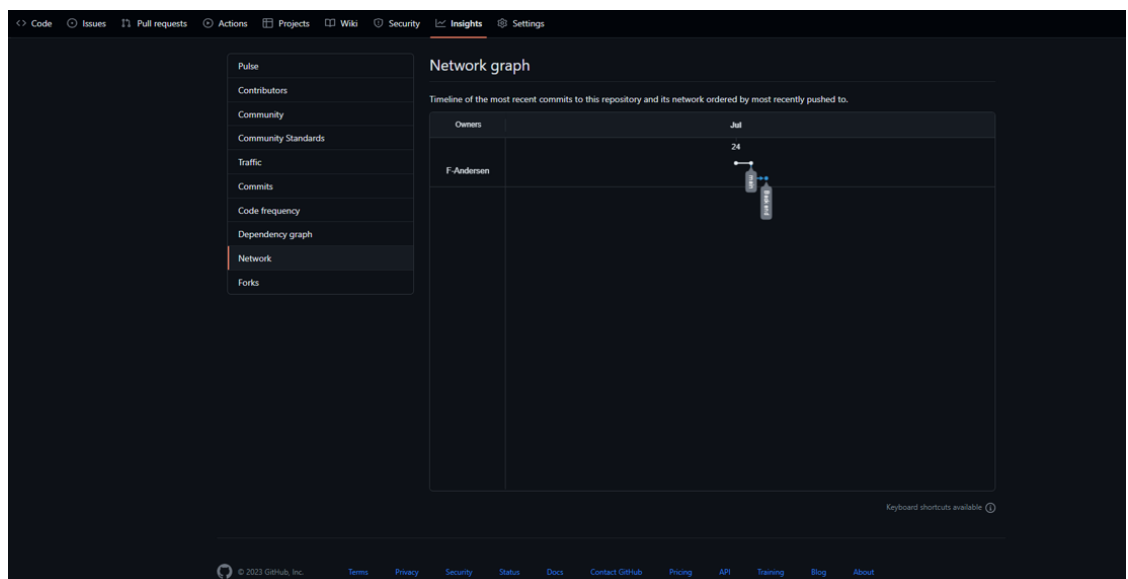 Code Issues Pull requests Actions Projects Wiki Security Insights Settings
Pulse
Contributors
Community
Community Standards
Traffic
Commits
Code frequency
Dependency graph
Network
Forks
Network graph
Timeline of the most recent commits to this repository and its network ordered by most recently pushed to.
Owners Jul
24
F-Andersen
main
Back-end
Keyboard shortcuts available
© 2023 GitHub, Inc. Terms Privacy Security Status Docs Contact GitHub Pricing API Training Blog About